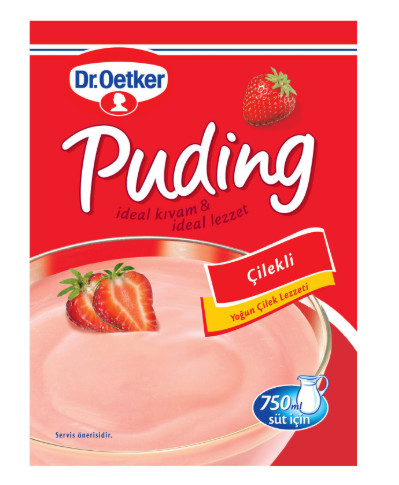 Dr.Oetker
Puding
ideal kıvam &
ideal lezzet
Çilekli
Yoğun Çilek Lezzeti
750ml
süt için
Servis önerisidir.